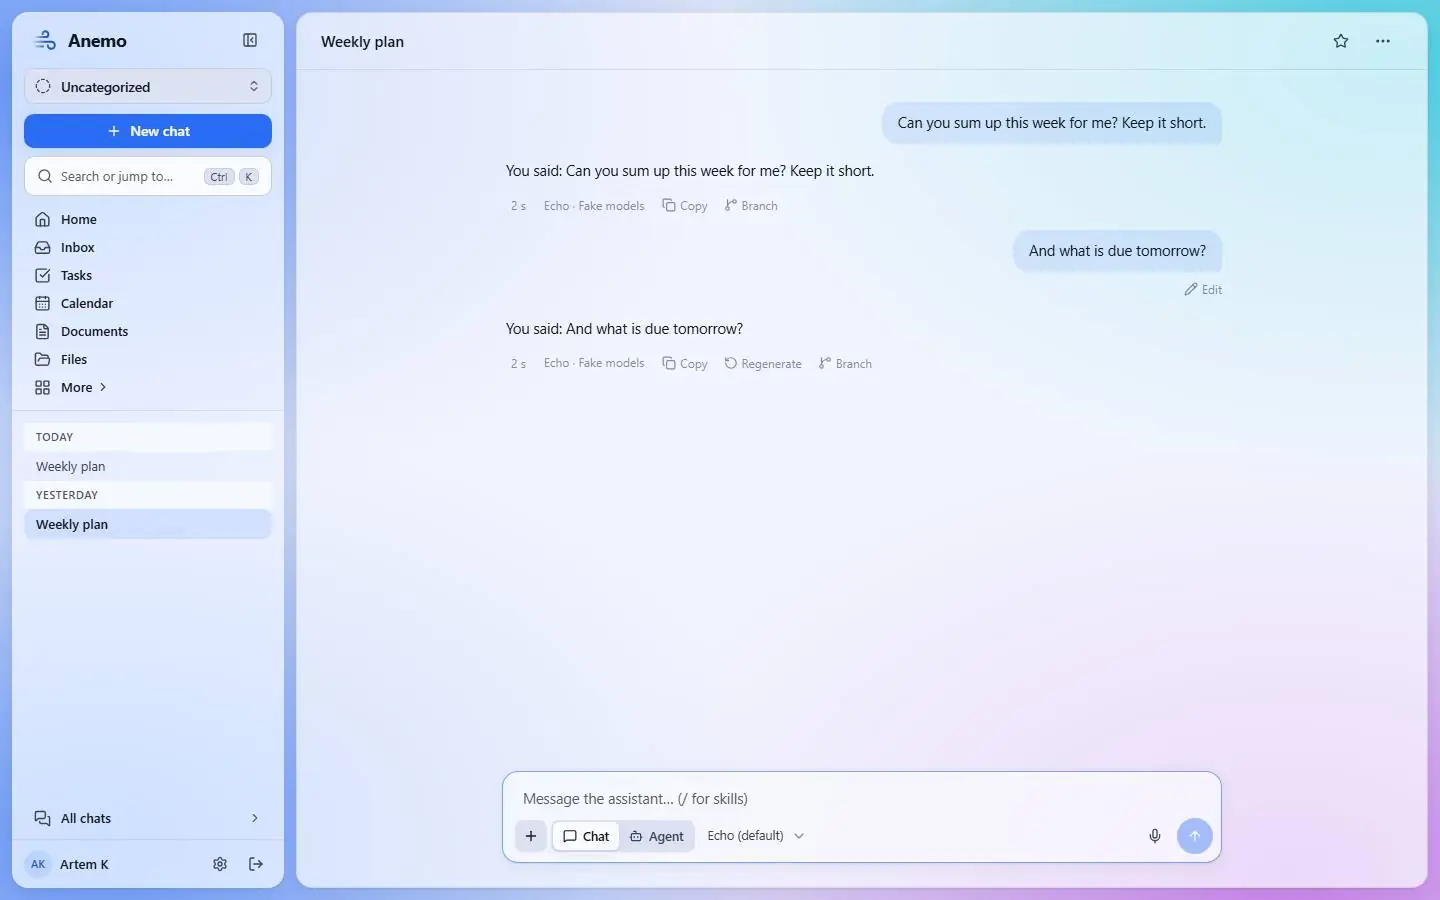 Anemo
Uncategorized
New chat
Search or jump to... Ctrl K
Home
Inbox
Tasks
Calendar
Documents
Files
More
TODAY
Weekly plan
YESTERDAY
Weekly plan
All chats
AK Artem K
Weekly plan
Can you sum up this week for me? Keep it short.
You said: Can you sum up this week for me? Keep it short.
2 s Echo · Fake models Copy Branch
And what is due tomorrow?
Edit
You said: And what is due tomorrow?
2 s Echo · Fake models Copy Regenerate Branch
Message the assistant... (/ for skills)
Chat Agent Echo (default)